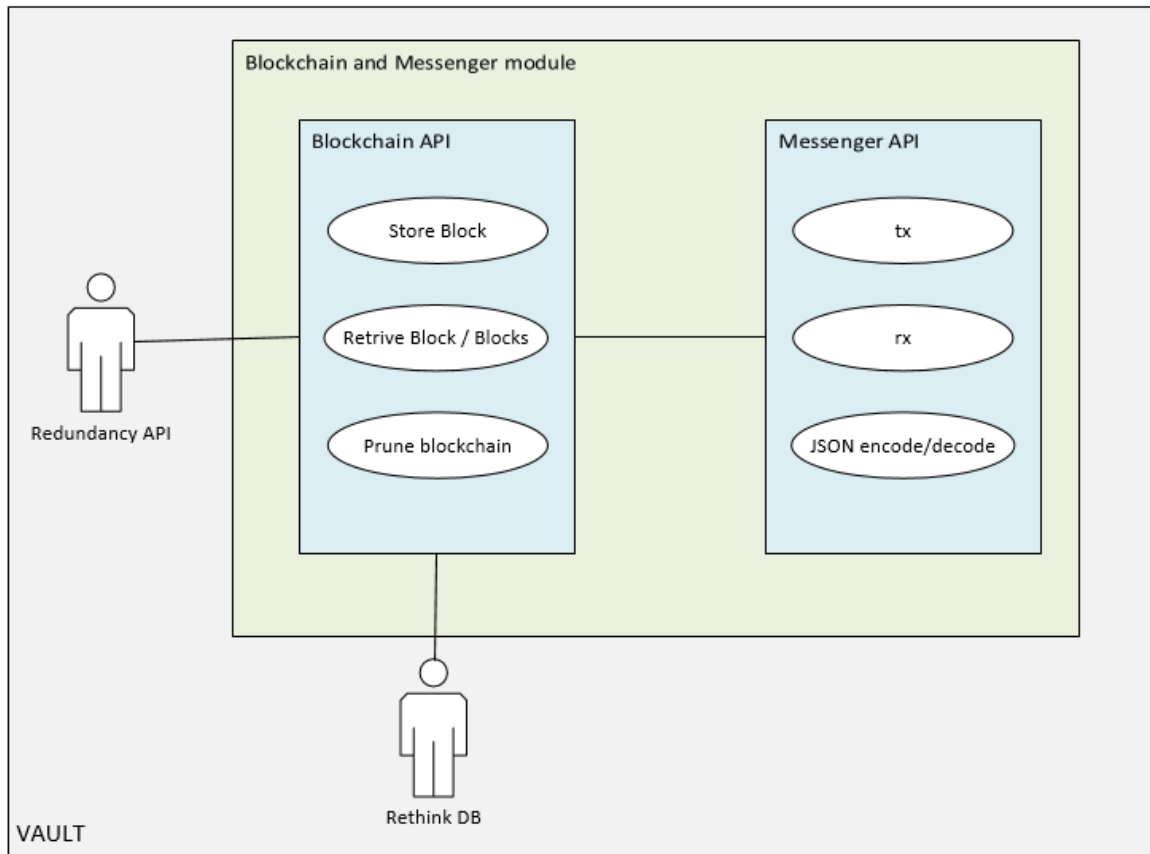 Blockchain and Messenger module
Blockchain API
Store Block
Retrive Block / Blocks
Prune blockchain
Messenger API
tx
rx
JSON encode/decode
Redundancy API
Rethink DB
VAULT